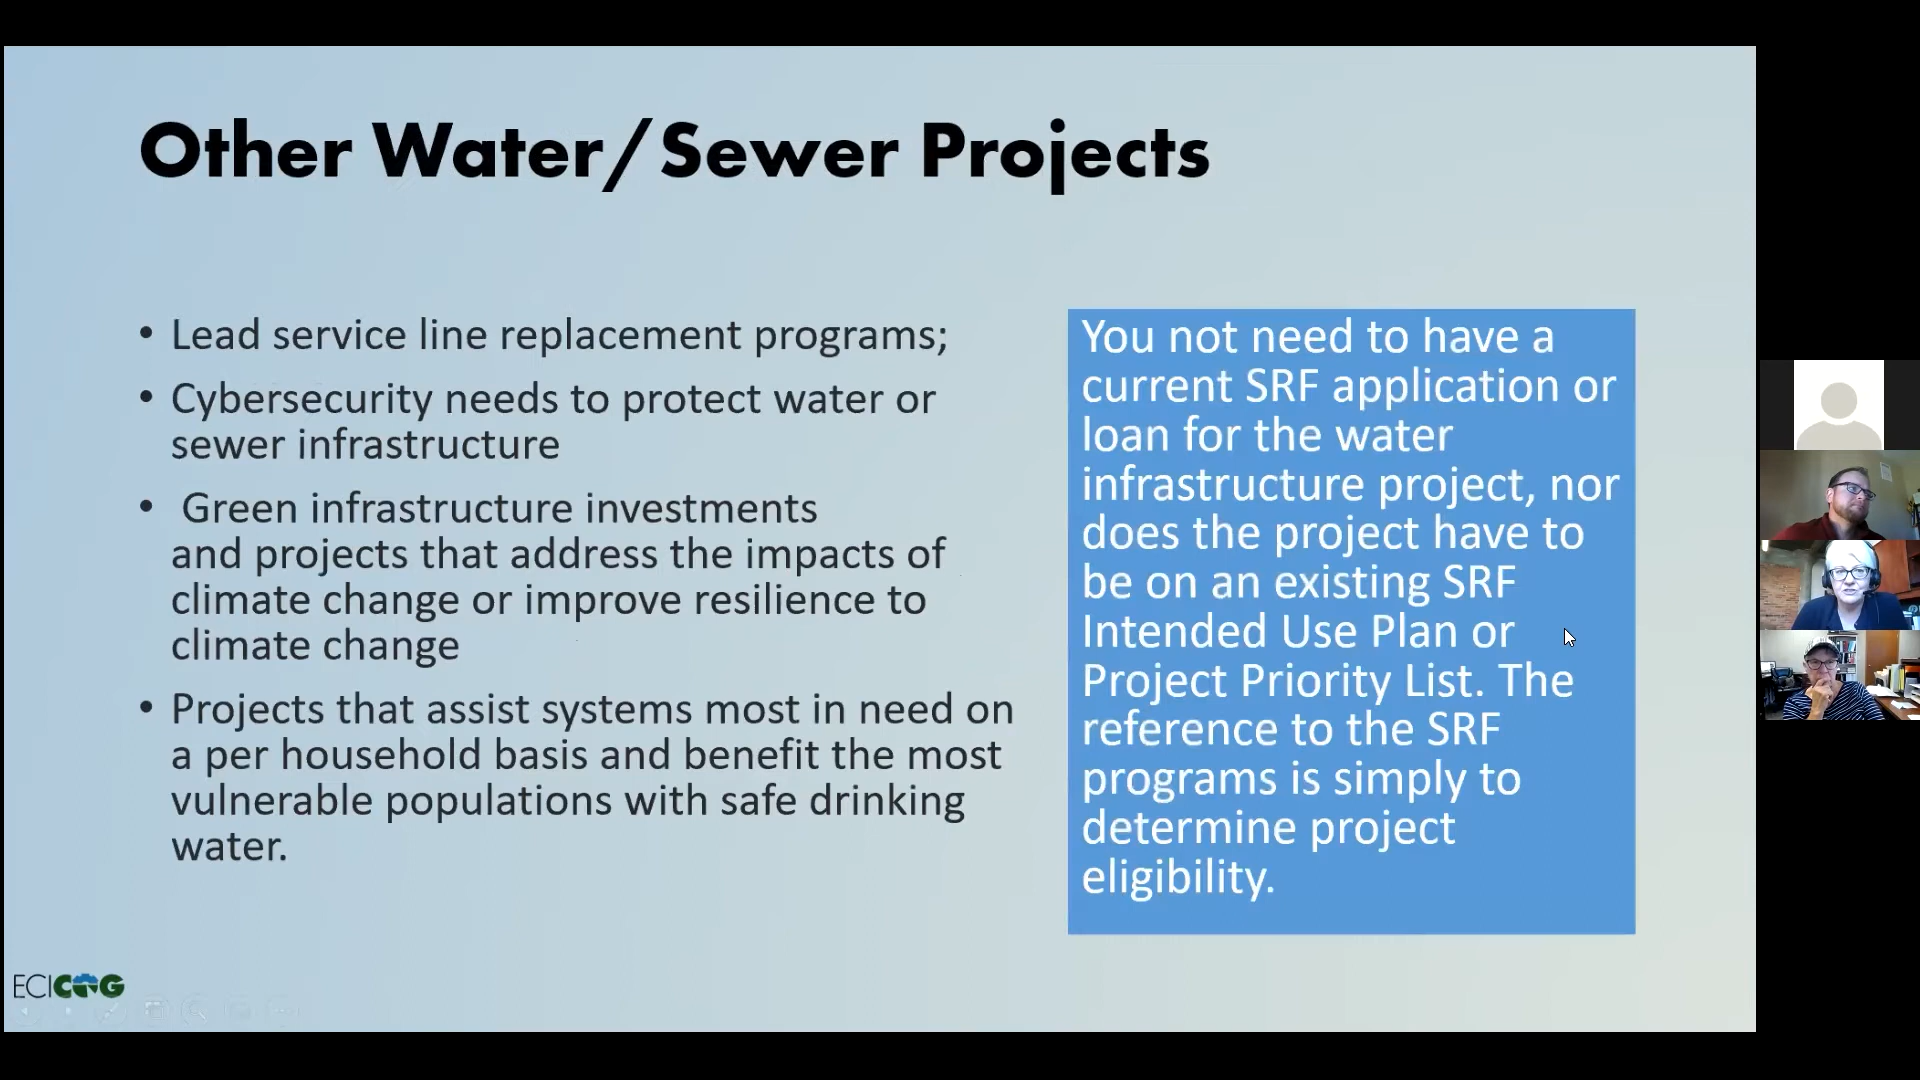 Other Water/Sewer Projects
• Lead service line replacement programs;
• Cybersecurity needs to protect water or
sewer infrastructure
• Green infrastructure investments
and projects that address the impacts of
climate change or improve resilience to
climate change
• Projects that assist systems most in need on
a per household basis and benefit the most
vulnerable populations with safe drinking
water.
You not need to have a
current SRF application or
loan for the water
infrastructure project, nor
does the project have to
be on an existing SRF
Intended Use Plan or
Project Priority List. The
reference to the SRF
programs is simply to
determine project
eligibility.
ECICOG